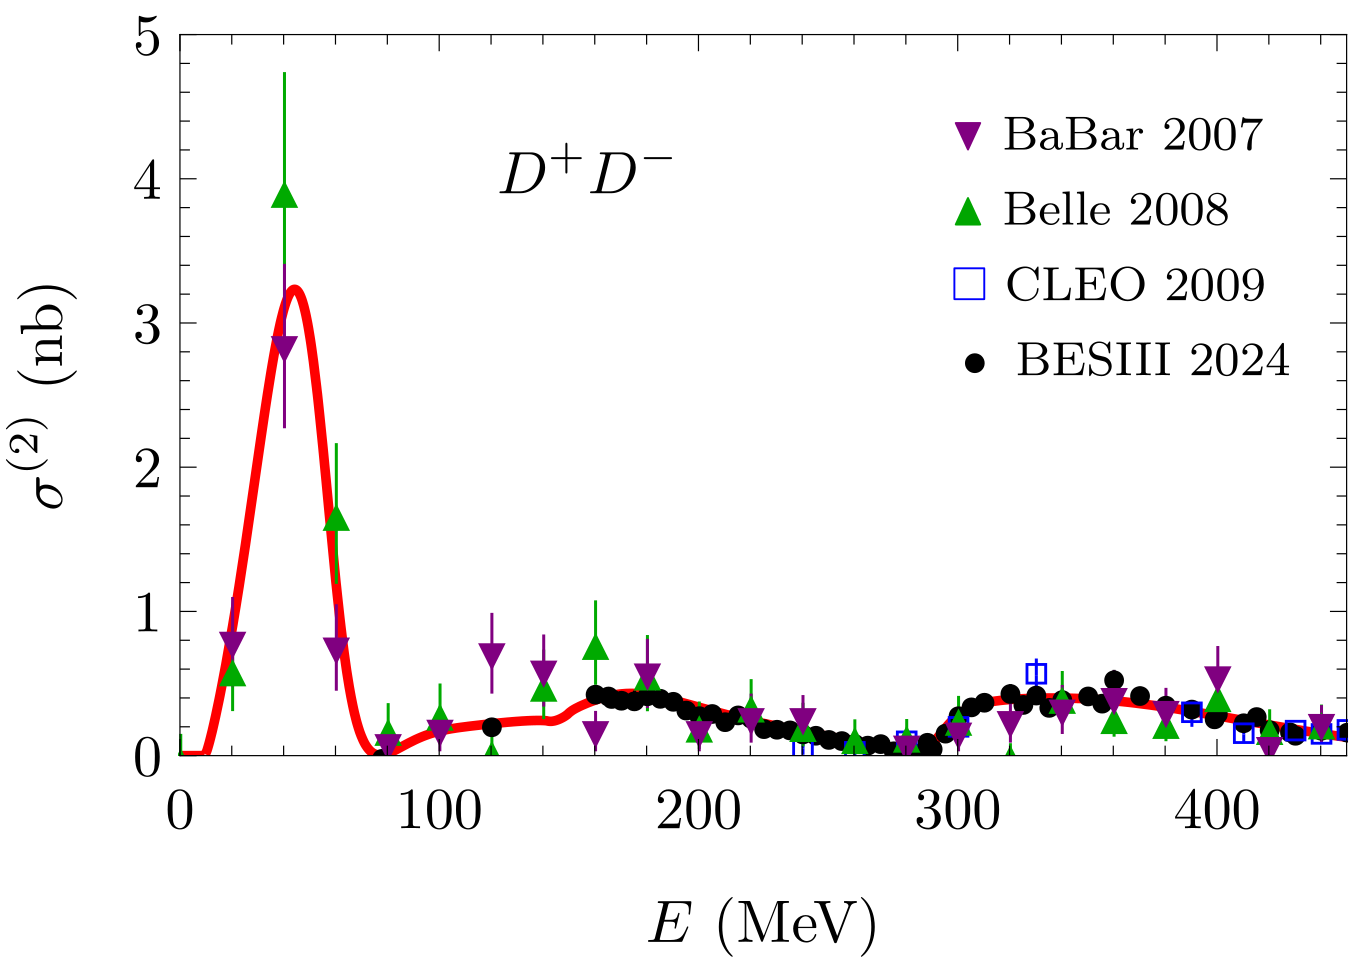 5
4
3
2
1
0
σ^(2) (nb)
D⁺D⁻
BaBar 2007
Belle 2008
CLEO 2009
BESIII 2024
0 100 200 300 400
E (MeV)